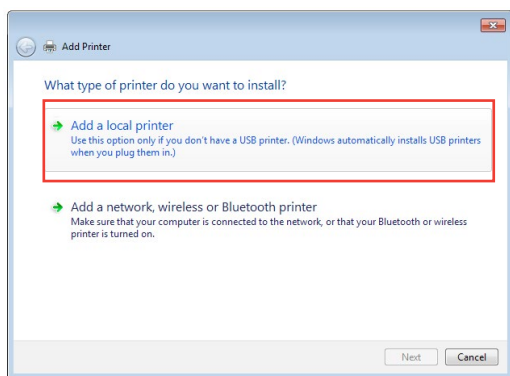 Add Printer
What type of printer do you want to install?
Add a local printer
Use this option only if you don't have a USB printer. (Windows automatically installs USB printers
when you plug them in.)
Add a network, wireless or Bluetooth printer
Make sure that your computer is connected to the network, or that your Bluetooth or wireless
printer is turned on.
Next
Cancel